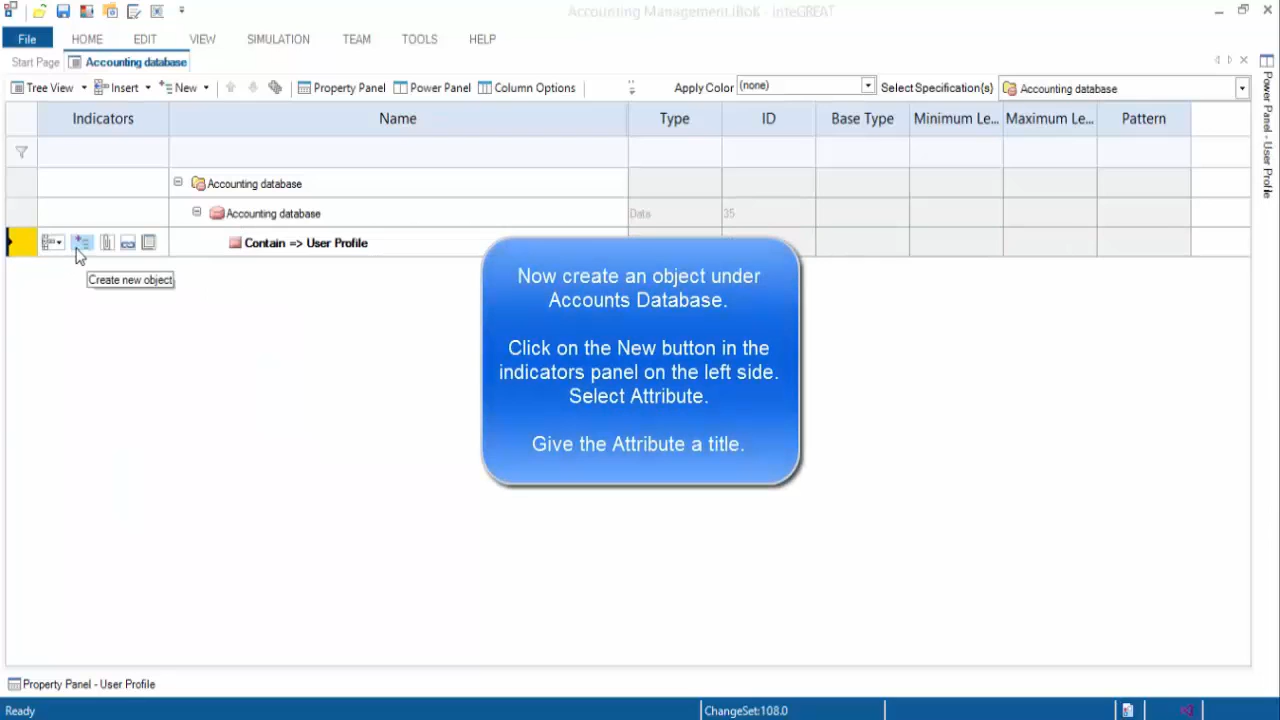 Accounting Management.iBoK - inteGREAT
File HOME EDIT VIEW SIMULATION TEAM TOOLS HELP
Start Page Accounting database
Tree View Insert New Property Panel Power Panel Column Options Apply Color (none) Select Specification(s) Accounting database
Indicators Name Type ID Base Type Minimum Le... Maximum Le... Pattern
Accounting database
Accounting database Data 35
Contain => User Profile
Create new object
Now create an object under
Accounts Database.
Click on the New button in the
indicators panel on the left side.
Select Attribute.
Give the Attribute a title.
Power Panel - User Profile
Property Panel - User Profile
Ready ChangeSet:108.0